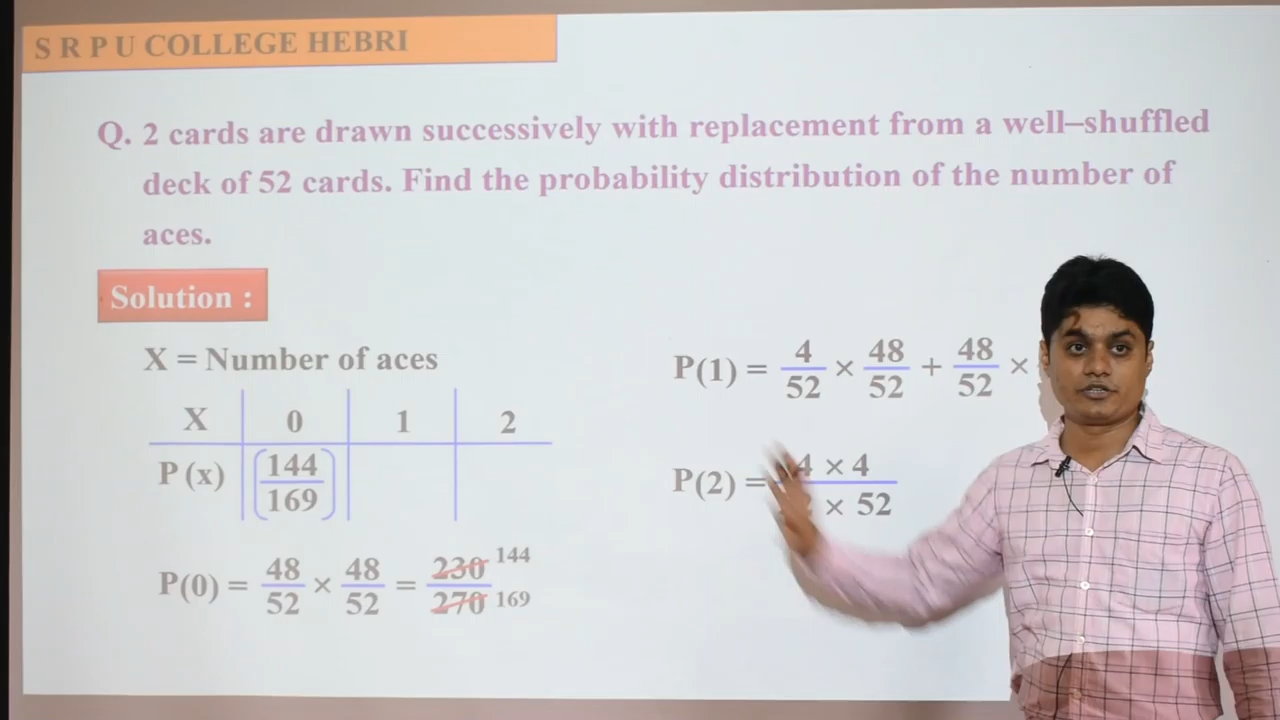 S R P U COLLEGE HEBRI
Q. 2 cards are drawn successively with replacement from a well–shuffled
deck of 52 cards. Find the probability distribution of the number of
aces.
Solution :
X = Number of aces
X 0 1 2
P (x) (144/169)
P(0) = 48/52 × 48/52 = 230/270 144/169
P(1) = 4/52 × 48/52 + 48/52 ×
P(2) = 4 × 4 / × 52